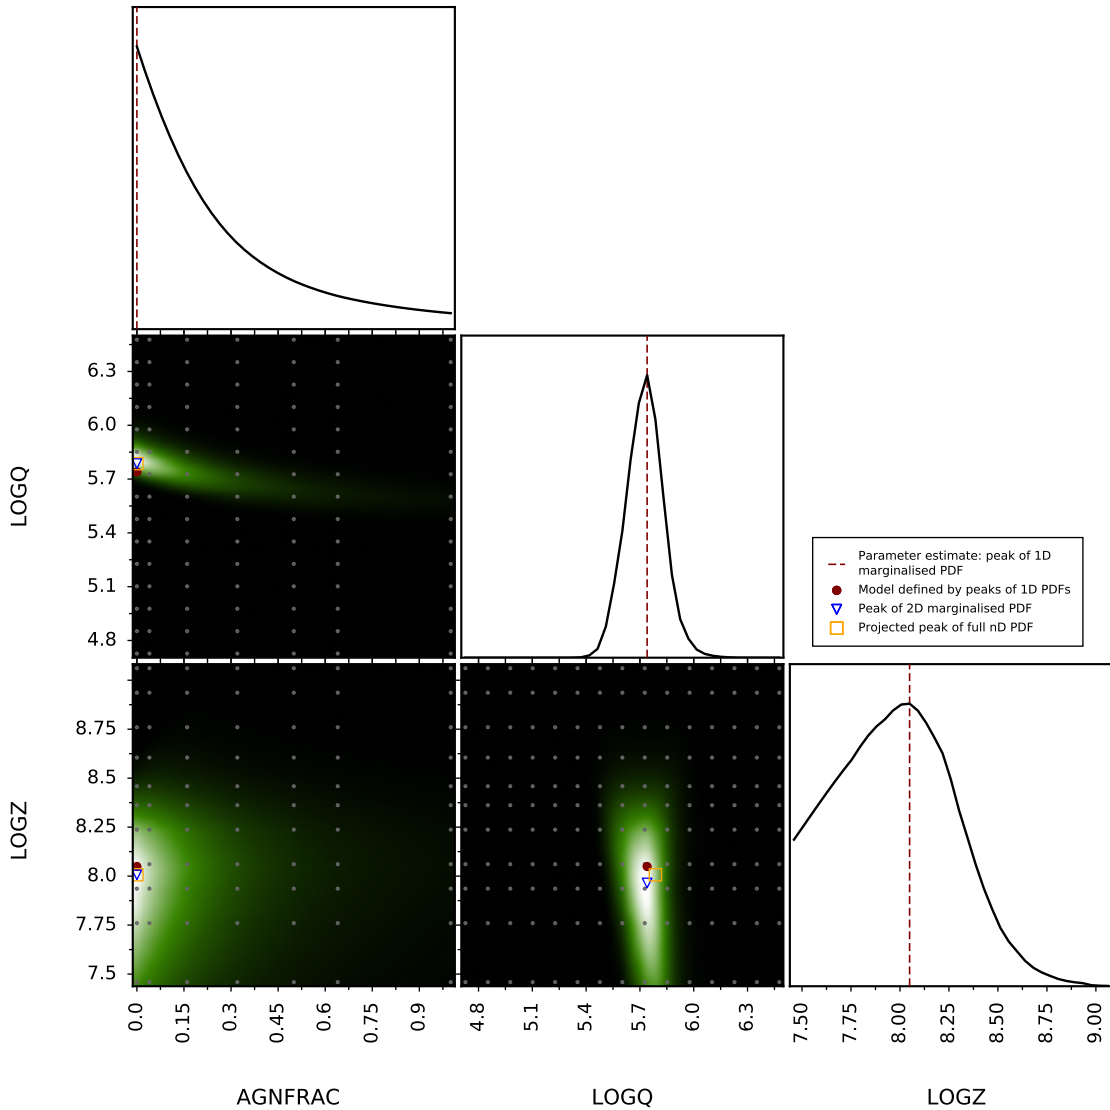 6.3
6.0
5.7
5.4
5.1
4.8
LOGQ
Parameter estimate: peak of 1D
marginalised PDF
Model defined by peaks of 1D PDFs
Peak of 2D marginalised PDF
Projected peak of full nD PDF
8.75
8.5
8.25
8.0
7.75
7.5
LOGZ
0.0 0.15 0.3 0.45 0.6 0.75 0.9
4.8 5.1 5.4 5.7 6.0 6.3
7.50 7.75 8.00 8.25 8.50 8.75 9.00
AGNFRAC
LOGQ
LOGZ